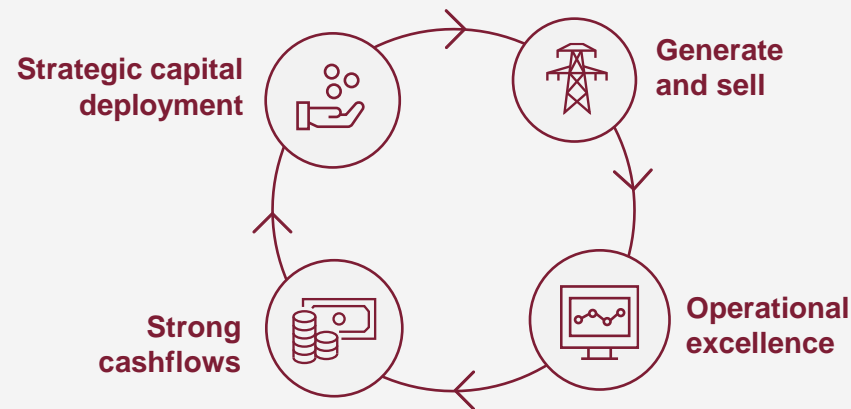 Strategic capital
deployment
Generate
and sell
Operational
excellence
Strong
cashflows